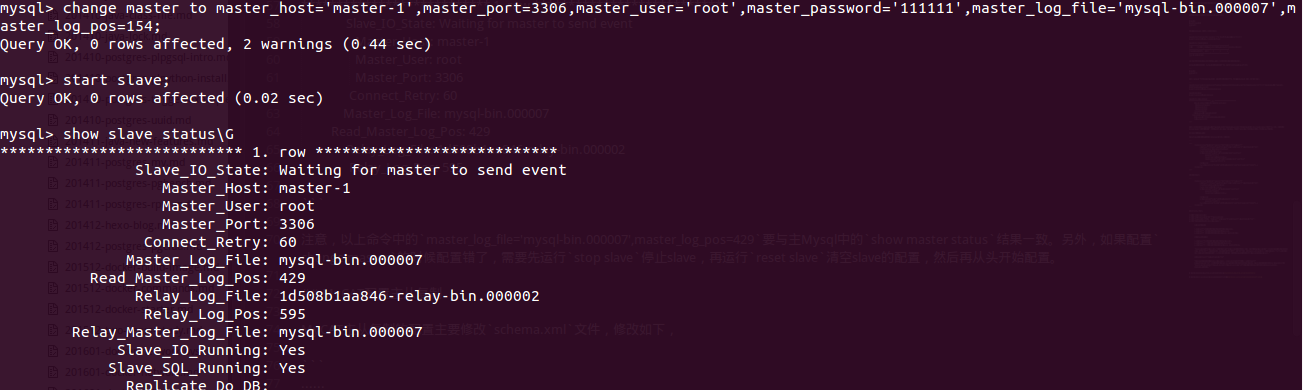 mysql> change master to master_host='master-1',master_port=3306,master_user='root',master_password='111111',master_log_file='mysql-bin.000007',m
aster_log_pos=154;
Query OK, 0 rows affected, 2 warnings (0.44 sec)
mysql> start slave;
Query OK, 0 rows affected (0.02 sec)
mysql> show slave status\G
*************************** 1. row ***************************
Slave_IO_State: Waiting for master to send event
Master_Host: master-1
Master_User: root
Master_Port: 3306
Connect_Retry: 60
Master_Log_File: mysql-bin.000007
Read_Master_Log_Pos: 429
Relay_Log_File: 1d508b1aa846-relay-bin.000002
Relay_Log_Pos: 595
Relay_Master_Log_File: mysql-bin.000007
Slave_IO_Running: Yes
Slave_SQL_Running: Yes
Replicate_Do_DB: